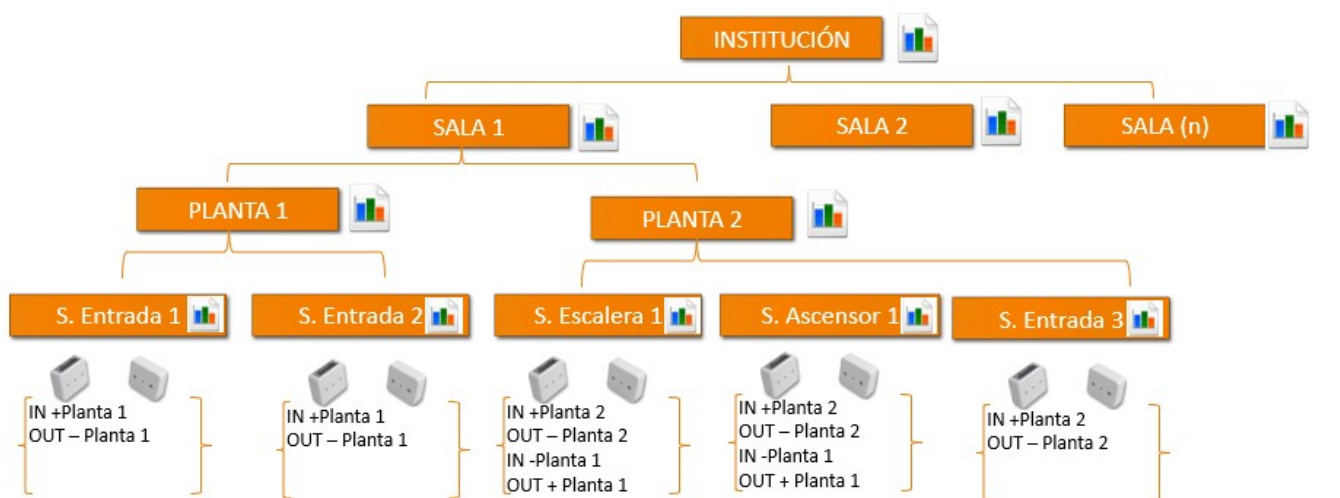 INSTITUCIÓN
SALA 1
SALA 2
SALA (n)
PLANTA 1
PLANTA 2
S. Entrada 1
S. Entrada 2
S. Escalera 1
S. Ascensor 1
S. Entrada 3
IN +Planta 1
OUT – Planta 1
IN +Planta 1
OUT – Planta 1
IN +Planta 2
OUT – Planta 2
IN -Planta 1
OUT + Planta 1
IN +Planta 2
OUT – Planta 2
IN -Planta 1
OUT + Planta 1
IN +Planta 2
OUT – Planta 2